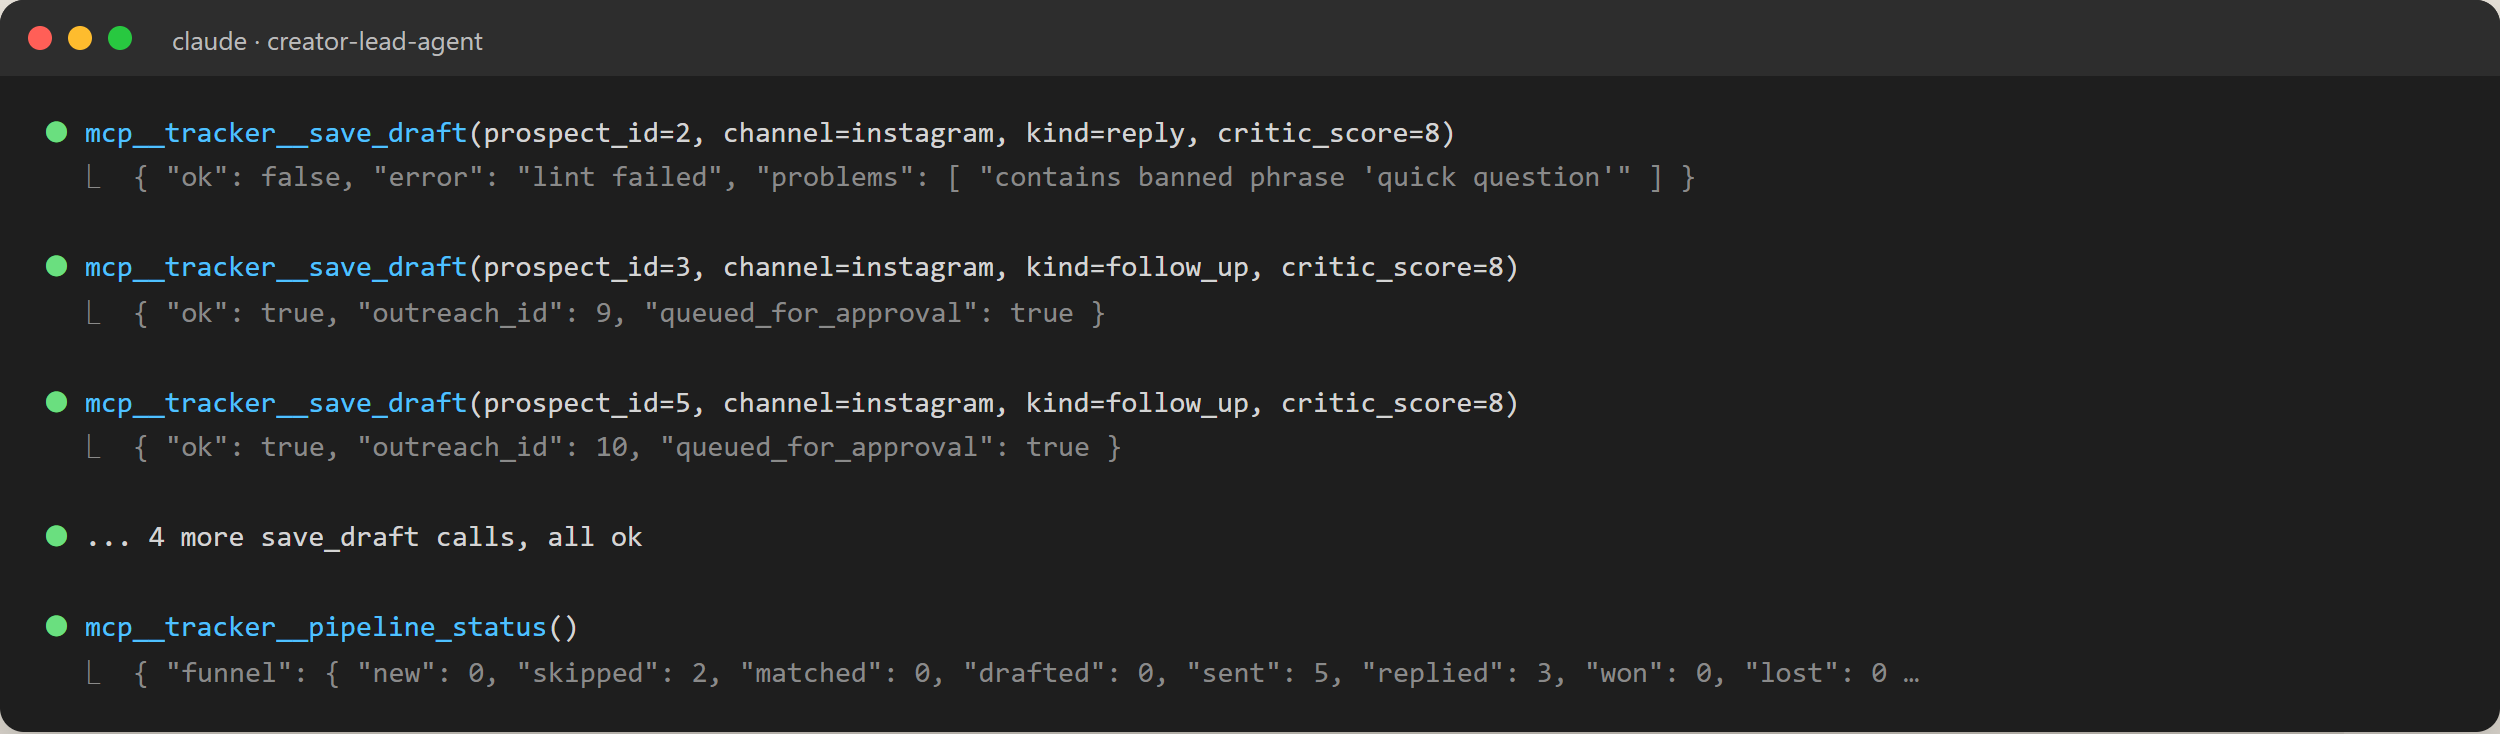 claude · creator-lead-agent
mcp__tracker__save_draft(prospect_id=2, channel=instagram, kind=reply, critic_score=8)
⎿ { "ok": false, "error": "lint failed", "problems": [ "contains banned phrase 'quick question'" ] }
mcp__tracker__save_draft(prospect_id=3, channel=instagram, kind=follow_up, critic_score=8)
⎿ { "ok": true, "outreach_id": 9, "queued_for_approval": true }
mcp__tracker__save_draft(prospect_id=5, channel=instagram, kind=follow_up, critic_score=8)
⎿ { "ok": true, "outreach_id": 10, "queued_for_approval": true }
... 4 more save_draft calls, all ok
mcp__tracker__pipeline_status()
⎿ { "funnel": { "new": 0, "skipped": 2, "matched": 0, "drafted": 0, "sent": 5, "replied": 3, "won": 0, "lost": 0 …